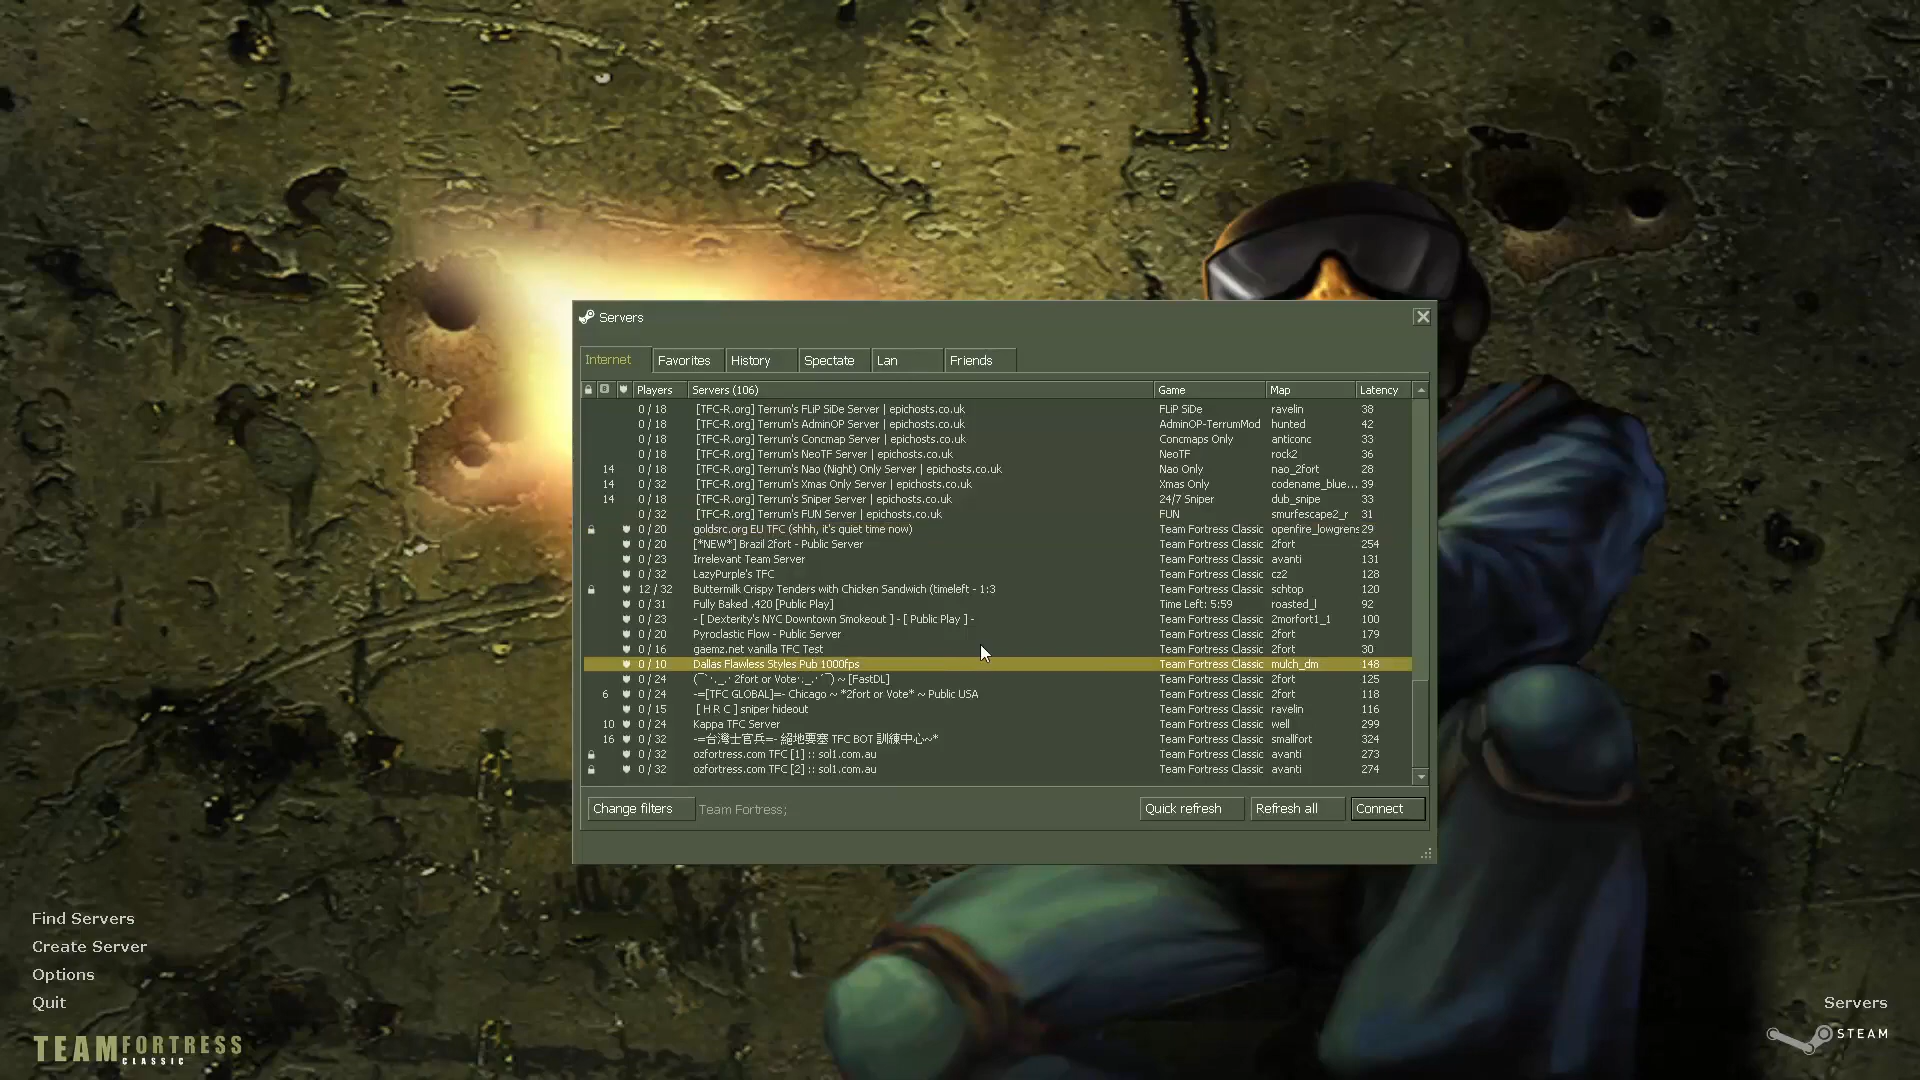 Servers
Internet Favorites History Spectate Lan Friends
Players Servers (106) Game Map Latency
0 / 18 [TFC-R.org] Terrum's FLiP SiDe Server | epichosts.co.uk FLiP SiDe ravelin 38
0 / 18 [TFC-R.org] Terrum's AdminOP Server | epichosts.co.uk AdminOP-TerrumMod hunted 42
0 / 18 [TFC-R.org] Terrum's Concmap Server | epichosts.co.uk Concmaps Only anticonc 33
0 / 18 [TFC-R.org] Terrum's NeoTF Server | epichosts.co.uk NeoTF rock2 36
14 0 / 18 [TFC-R.org] Terrum's Nao (Night) Only Server | epichosts.co.uk Nao Only nao_2fort 28
14 0 / 32 [TFC-R.org] Terrum's Xmas Only Server | epichosts.co.uk Xmas Only codename_blue... 39
14 0 / 18 [TFC-R.org] Terrum's Sniper Server | epichosts.co.uk 24/7 Sniper dub_snipe 33
0 / 32 [TFC-R.org] Terrum's FUN Server | epichosts.co.uk FUN smurfescape2_r 31
0 / 20 goldsrc.org EU TFC (shhh, it's quiet time now) Team Fortress Classic openfire_lowgrens 29
0 / 20 [*NEW*] Brazil 2fort - Public Server Team Fortress Classic 2fort 254
0 / 23 Irrelevant Team Server Team Fortress Classic avanti 131
0 / 32 LazyPurple's TFC Team Fortress Classic cz2 128
12 / 32 Buttermilk Crispy Tenders with Chicken Sandwich (timeleft - 1:3 Team Fortress Classic schtop 120
0 / 31 Fully Baked .420 [Public Play] Time Left: 5:59 roasted_l 92
0 / 23 - [ Dexterity's NYC Downtown Smokeout ] - [ Public Play ] - Team Fortress Classic 2morfort1_1 100
0 / 20 Pyroclastic Flow - Public Server Team Fortress Classic 2fort 179
0 / 16 gaemz.net vanilla TFC Test Team Fortress Classic 2fort 30
0 / 10 Dallas Flawless Styles Pub 1000fps Team Fortress Classic mulch_dm 148
0 / 24 (¯`·._.· 2fort or Vote·._.·´¯) ~ [FastDL] Team Fortress Classic 2fort 125
6 0 / 24 -=[TFC GLOBAL]=- Chicago ~ *2fort or Vote* ~ Public USA Team Fortress Classic 2fort 118
0 / 15 [ H R C ] sniper hideout Team Fortress Classic ravelin 116
10 0 / 24 Kappa TFC Server Team Fortress Classic well 299
16 0 / 32 -=台灣士官兵=- 絕地要塞 TFC BOT 訓練中心~* Team Fortress Classic smallfort 324
0 / 32 ozfortress.com TFC [1] :: sol1.com.au Team Fortress Classic avanti 273
0 / 32 ozfortress.com TFC [2] :: sol1.com.au Team Fortress Classic avanti 274
Change filters Team Fortress; Quick refresh Refresh all Connect
Find Servers
Create Server
Options
Quit
Servers
TEAMFORTRESS
CLASSIC
STEAM